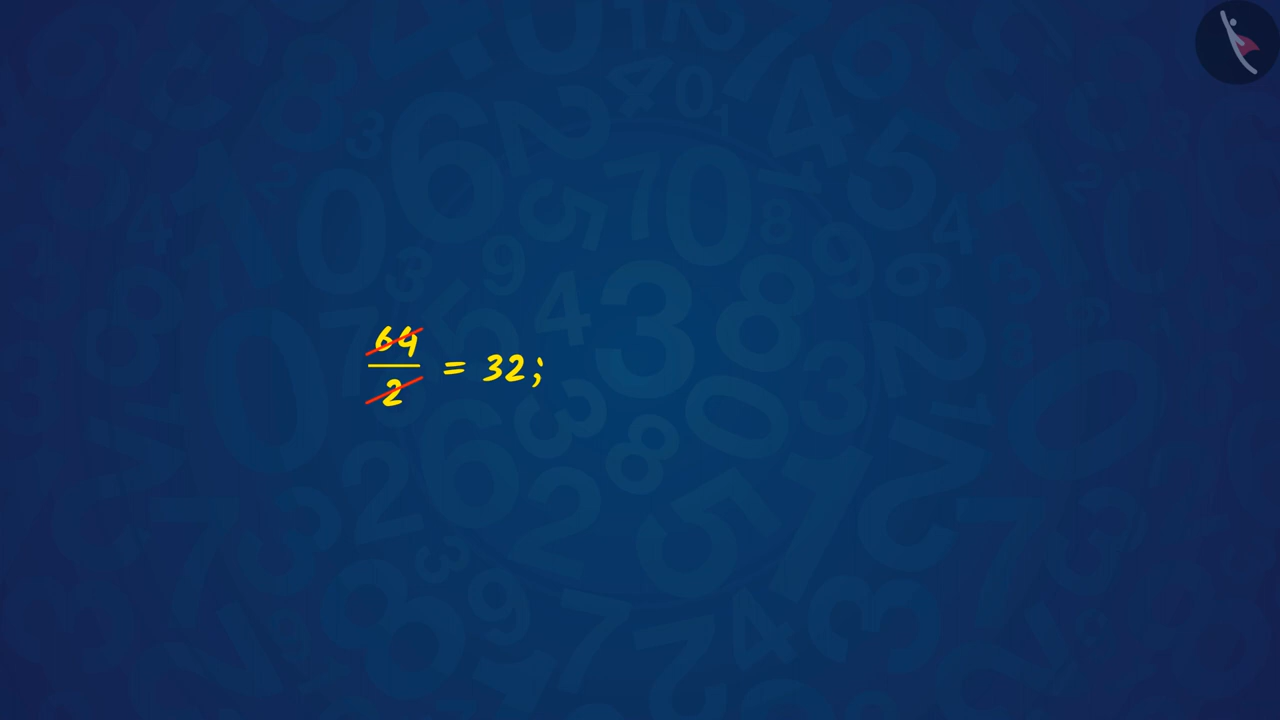 64/2 = 32;